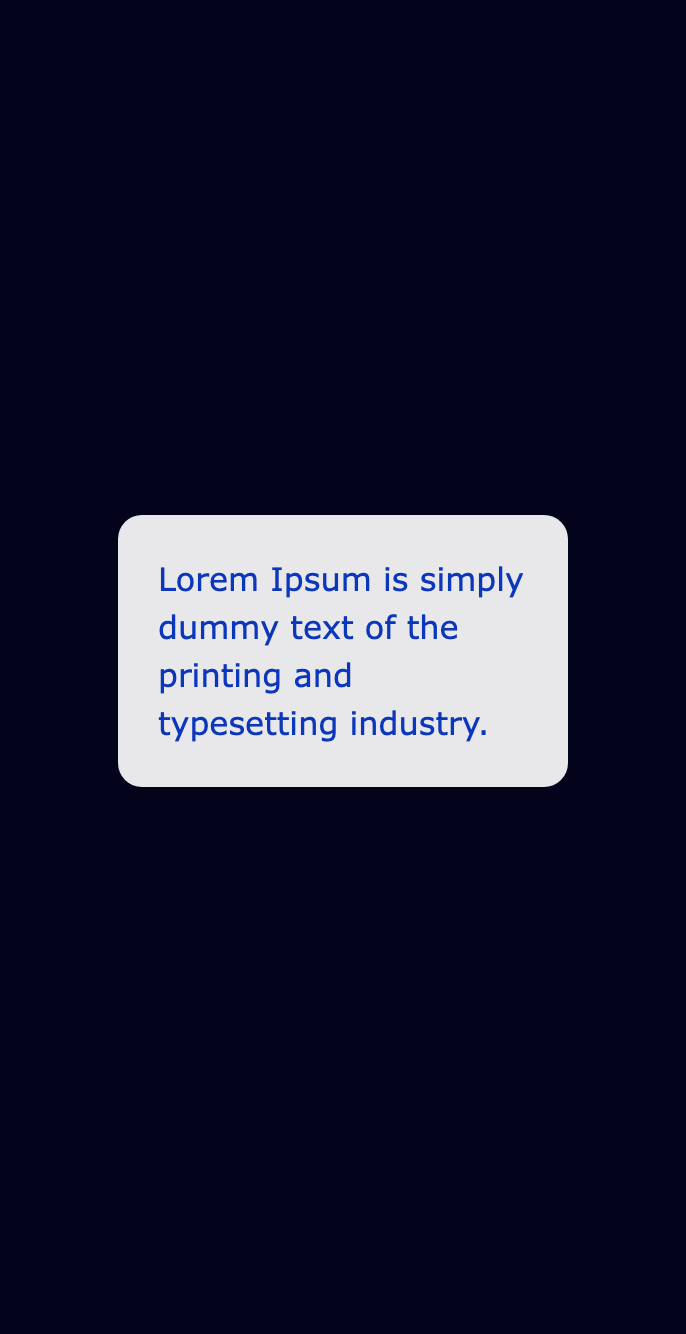 Lorem Ipsum is simply
dummy text of the
printing and
typesetting industry.